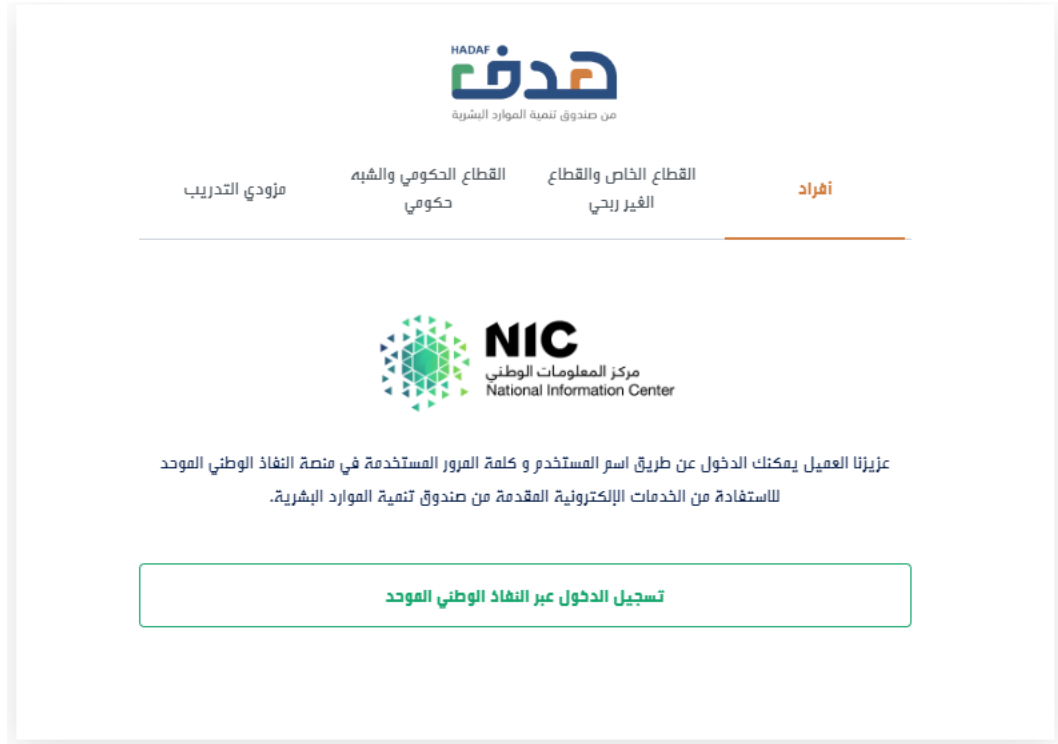 HADAF
هدف
من صندوق تنمية الموارد البشرية
أفراد
القطاع الخاص والقطاع
الغير ربحي
القطاع الحكومي والشبه
حكومي
مزودي التدريب
NIC
مركز المعلومات الوطني
National Information Center
عزيزنا العميل يمكنك الدخول عن طريق اسم المستخدم و كلمة المرور المستخدمة في منصة النفاذ الوطني الموحد
للاستفادة من الخدمات الإلكترونية المقدمة من صندوق تنمية الموارد البشرية.
تسجيل الدخول عبر النفاذ الوطني الموحد